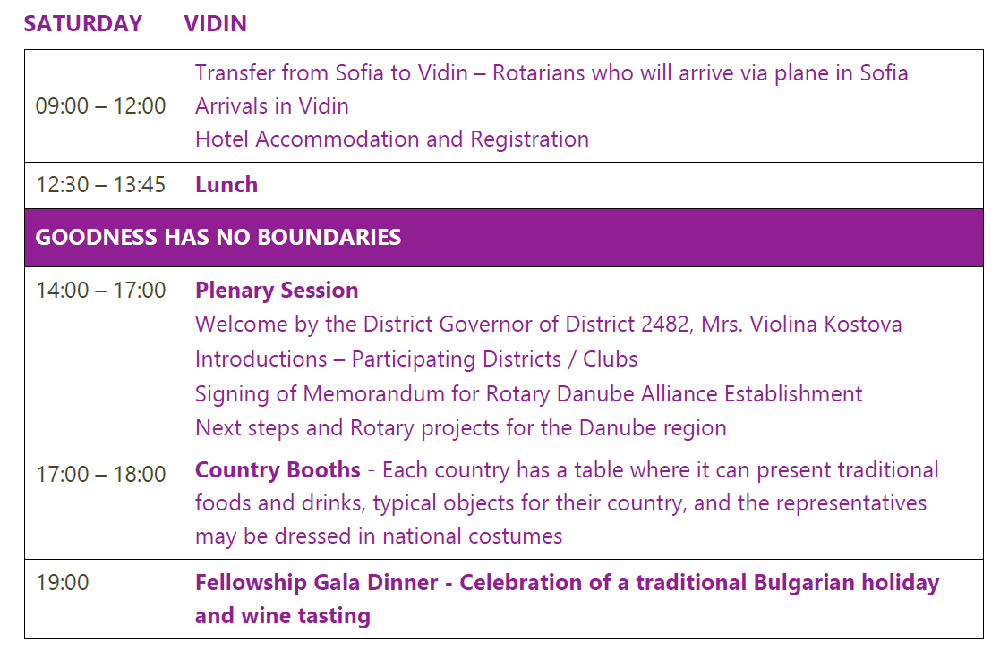 SATURDAY VIDIN
Transfer from Sofia to Vidin – Rotarians who will arrive via plane in Sofia
09:00 – 12:00 Arrivals in Vidin
Hotel Accommodation and Registration
12:30 – 13:45 Lunch
GOODNESS HAS NO BOUNDARIES
14:00 – 17:00 Plenary Session
Welcome by the District Governor of District 2482, Mrs. Violina Kostova
Introductions – Participating Districts / Clubs
Signing of Memorandum for Rotary Danube Alliance Establishment
Next steps and Rotary projects for the Danube region
17:00 – 18:00 Country Booths - Each country has a table where it can present traditional
foods and drinks, typical objects for their country, and the representatives
may be dressed in national costumes
19:00 Fellowship Gala Dinner - Celebration of a traditional Bulgarian holiday
and wine tasting